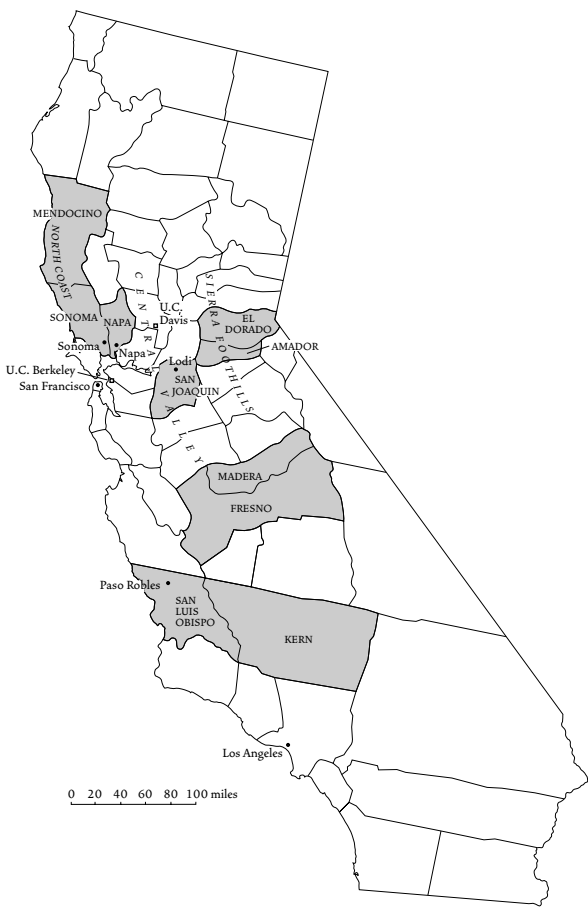 MENDOCINO
NORTH COAST
CENTRAL VALLEY
SIERRA FOOTHILLS
U.C.
Davis
SONOMA
NAPA
EL
DORADO
Sonoma
Napa
AMADOR
Lodi
U.C. Berkeley
San Francisco
SAN
JOAQUIN
MADERA
FRESNO
Paso Robles
SAN
LUIS
OBISPO
KERN
Los Angeles
0 20 40 60 80 100 miles